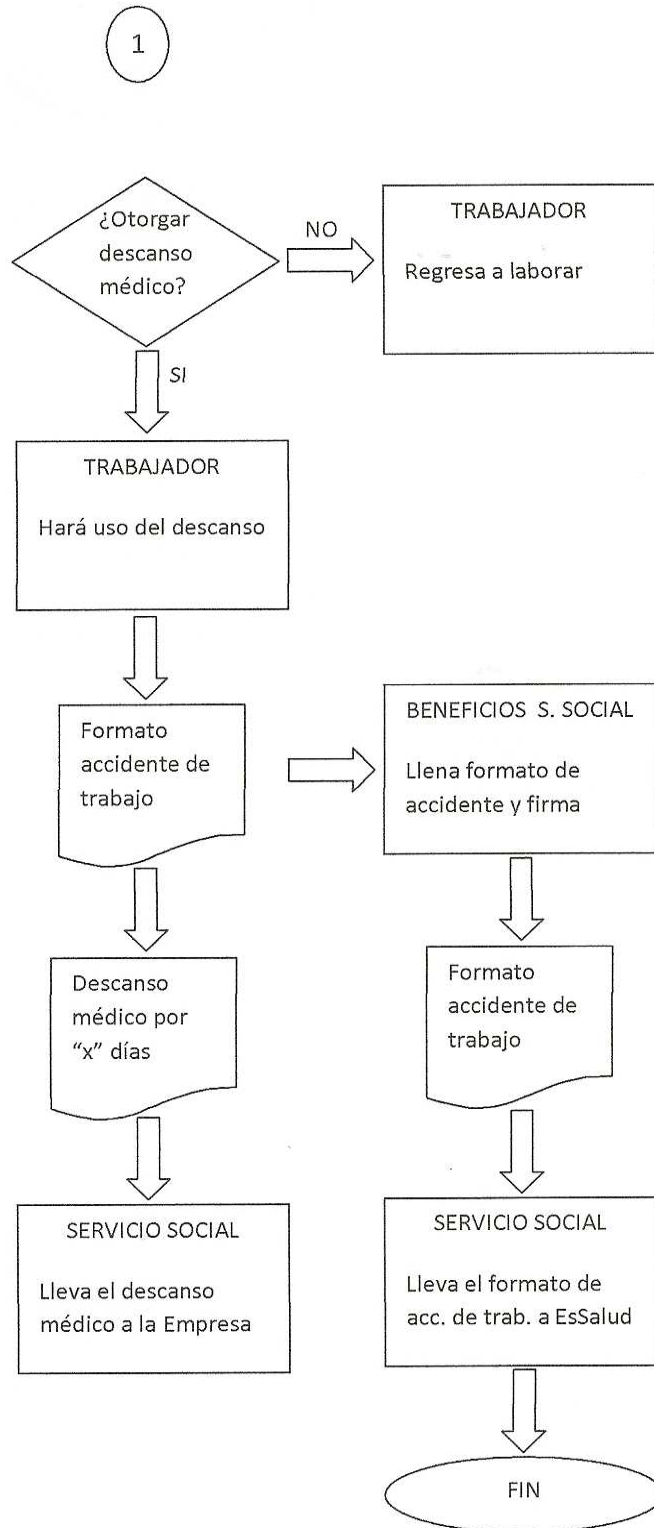 1
¿Otorgar
descanso
médico?
NO
TRABAJADOR
Regresa a laborar
SI
TRABAJADOR
Hará uso del descanso
Formato
accidente de
trabajo
BENEFICIOS S. SOCIAL
Llena formato de
accidente y firma
Descanso
médico por
“x” días
Formato
accidente de
trabajo
SERVICIO SOCIAL
Lleva el descanso
médico a la Empresa
SERVICIO SOCIAL
Lleva el formato de
acc. de trab. a EsSalud
FIN